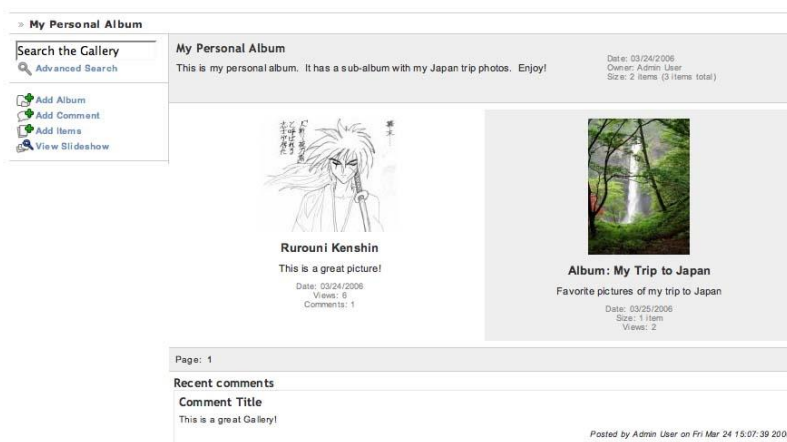 » My Personal Album
Search the Gallery
Advanced Search
Add Album
Add Comment
Add Items
View Slideshow
My Personal Album
This is my personal album. It has a sub-album with my Japan trip photos. Enjoy!
Date: 03/24/2006
Owner: Admin User
Size: 2 items (3 items total)
Rurouni Kenshin
This is a great picture!
Date: 03/24/2006
Views: 6
Comments: 1
Album: My Trip to Japan
Favorite pictures of my trip to Japan
Date: 03/25/2006
Size: 1 item
Views: 2
Page: 1
Recent comments
Comment Title
This is a great Gallery!
Posted by Admin User on Fri Mar 24 15:07:39 200